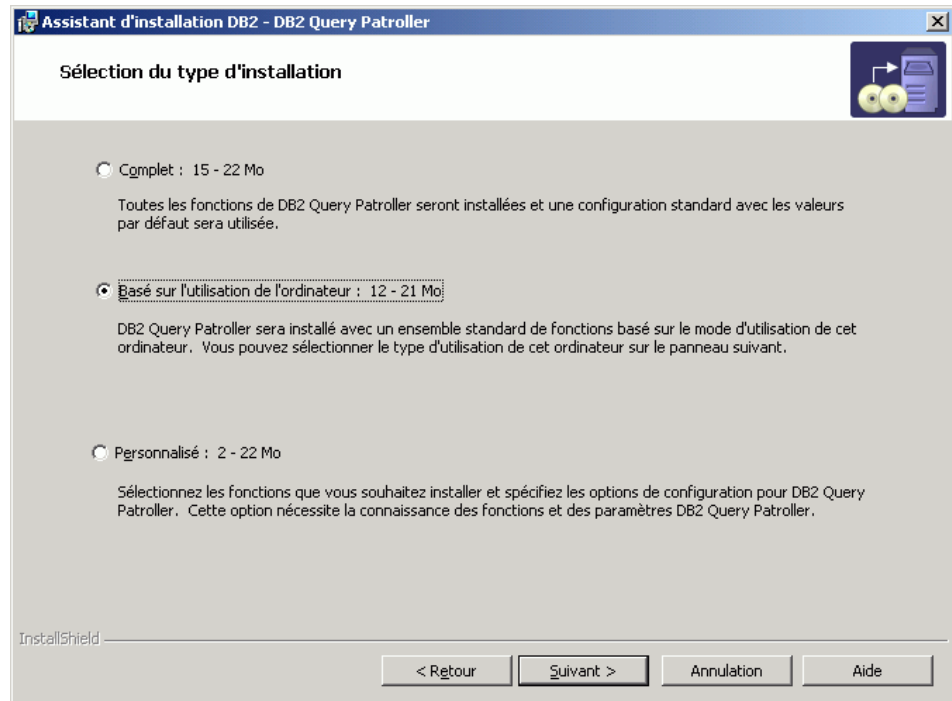 Assistant d'installation DB2 - DB2 Query Patroller
Sélection du type d'installation
Complet : 15 - 22 Mo
Toutes les fonctions de DB2 Query Patroller seront installées et une configuration standard avec les valeurs
par défaut sera utilisée.
Basé sur l'utilisation de l'ordinateur : 12 - 21 Mo
DB2 Query Patroller sera installé avec un ensemble standard de fonctions basé sur le mode d'utilisation de cet
ordinateur. Vous pouvez sélectionner le type d'utilisation de cet ordinateur sur le panneau suivant.
Personnalisé : 2 - 22 Mo
Sélectionnez les fonctions que vous souhaitez installer et spécifiez les options de configuration pour DB2 Query
Patroller. Cette option nécessite la connaissance des fonctions et des paramètres DB2 Query Patroller.
InstallShield
< Retour Suivant > Annulation Aide